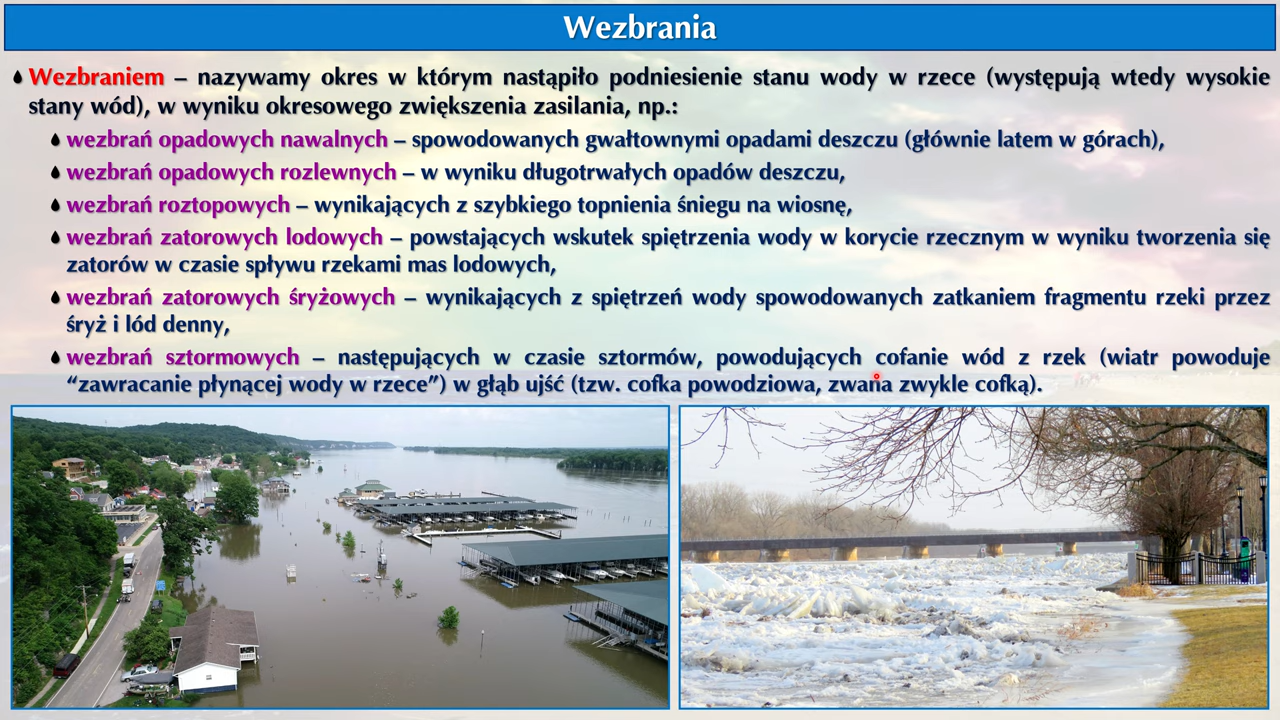 Wezbrania
Wezbraniem – nazywamy okres w którym nastąpiło podniesienie stanu wody w rzece (występują wtedy wysokie
stany wód), w wyniku okresowego zwiększenia zasilania, np.:
wezbrań opadowych nawalnych – spowodowanych gwałtownymi opadami deszczu (głównie latem w górach),
wezbrań opadowych rozlewnych – w wyniku długotrwałych opadów deszczu,
wezbrań roztopowych – wynikających z szybkiego topnienia śniegu na wiosnę,
wezbrań zatorowych lodowych – powstających wskutek spiętrzenia wody w korycie rzecznym w wyniku tworzenia się
zatorów w czasie spływu rzekami mas lodowych,
wezbrań zatorowych śryżowych – wynikających z spiętrzeń wody spowodowanych zatkaniem fragmentu rzeki przez
śryż i lód denny,
wezbrań sztormowych – następujących w czasie sztormów, powodujących cofanie wód z rzek (wiatr powoduje
“zawracanie płynącej wody w rzece”) w głąb ujść (tzw. cofka powodziowa, zwana zwykle cofką).